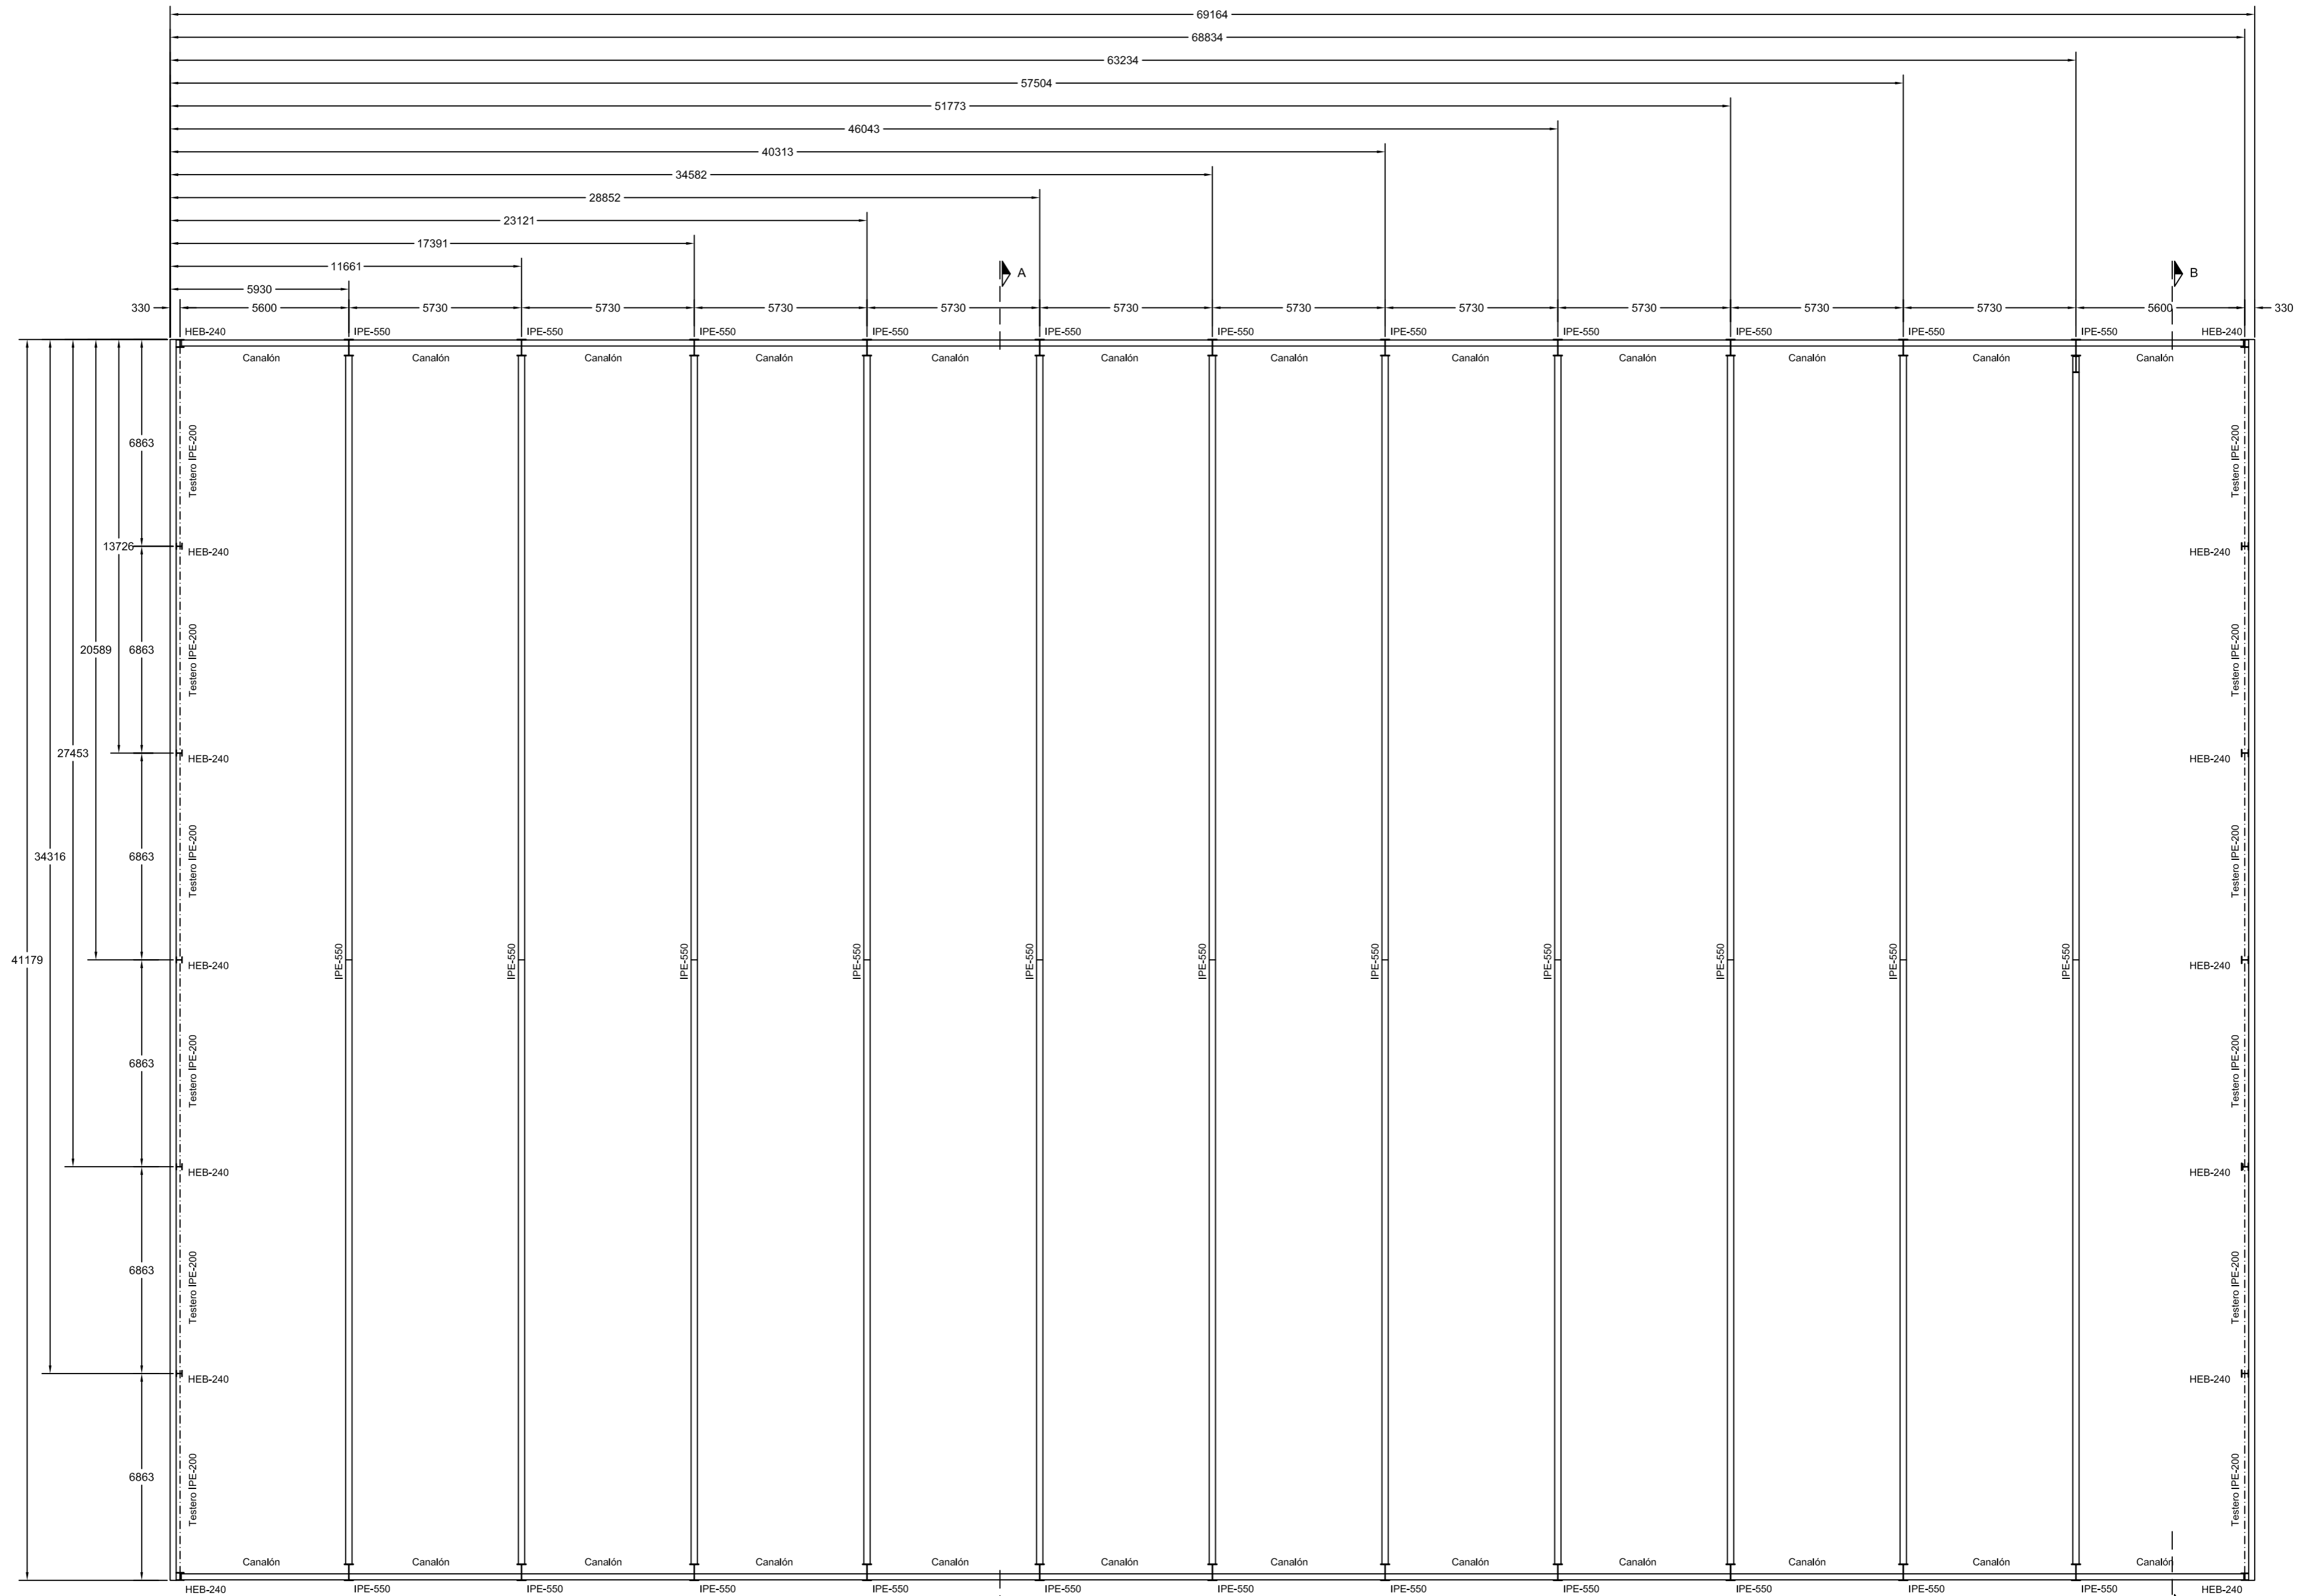 69164
68834
63234
57504
51773
46043
40313
34582
28852
23121
17391
11661
A
B
5930
330 5600 5730 5730 5730 5730 5730 5730 5730 5730 5730 5730 5600 330
HEB-240 IPE-550 IPE-550 IPE-550 IPE-550 IPE-550 IPE-550 IPE-550 IPE-550 IPE-550 IPE-550 IPE-550 HEB-240
Canalón Canalón Canalón Canalón Canalón Canalón Canalón Canalón Canalón Canalón Canalón Canalón
6863
Testero IPE-200 Testero IPE-200
13726
HEB-240 HEB-240
20589 6863
Testero IPE-200 Testero IPE-200
27453
HEB-240 HEB-240
34316 6863
Testero IPE-200 Testero IPE-200
41179
HEB-240 IPE-550 IPE-550 IPE-550 IPE-550 IPE-550 IPE-550 IPE-550 IPE-550 IPE-550 IPE-550 IPE-550 HEB-240
6863
Testero IPE-200 Testero IPE-200
HEB-240 HEB-240
6863
Testero IPE-200 Testero IPE-200
HEB-240 HEB-240
6863
Testero IPE-200 Testero IPE-200
Canalón Canalón Canalón Canalón Canalón Canalón Canalón Canalón Canalón Canalón Canalón Canalón
HEB-240 IPE-550 IPE-550 IPE-550 IPE-550 IPE-550 IPE-550 IPE-550 IPE-550 IPE-550 IPE-550 IPE-550 HEB-240